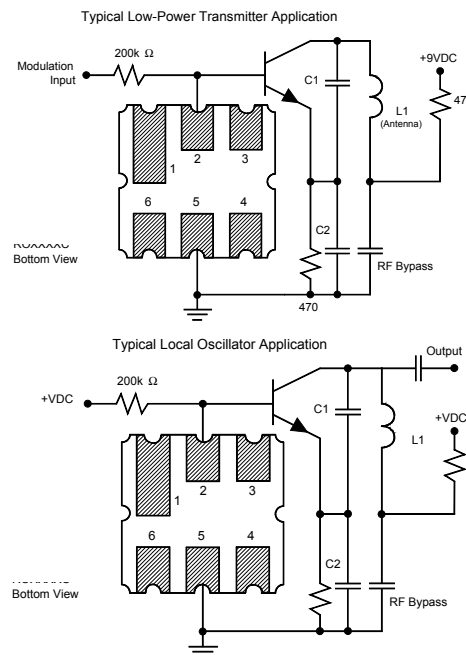 Typical Low-Power Transmitter Application
200k Ω
Modulation
Input
C1
+9VDC
47
L1
(Antenna)
1
2
3
6
5
4
C2
Bottom View
RF Bypass
470
Typical Local Oscillator Application
Output
200k Ω
+VDC
C1
+VDC
L1
1
2
3
6
5
4
C2
Bottom View
RF Bypass